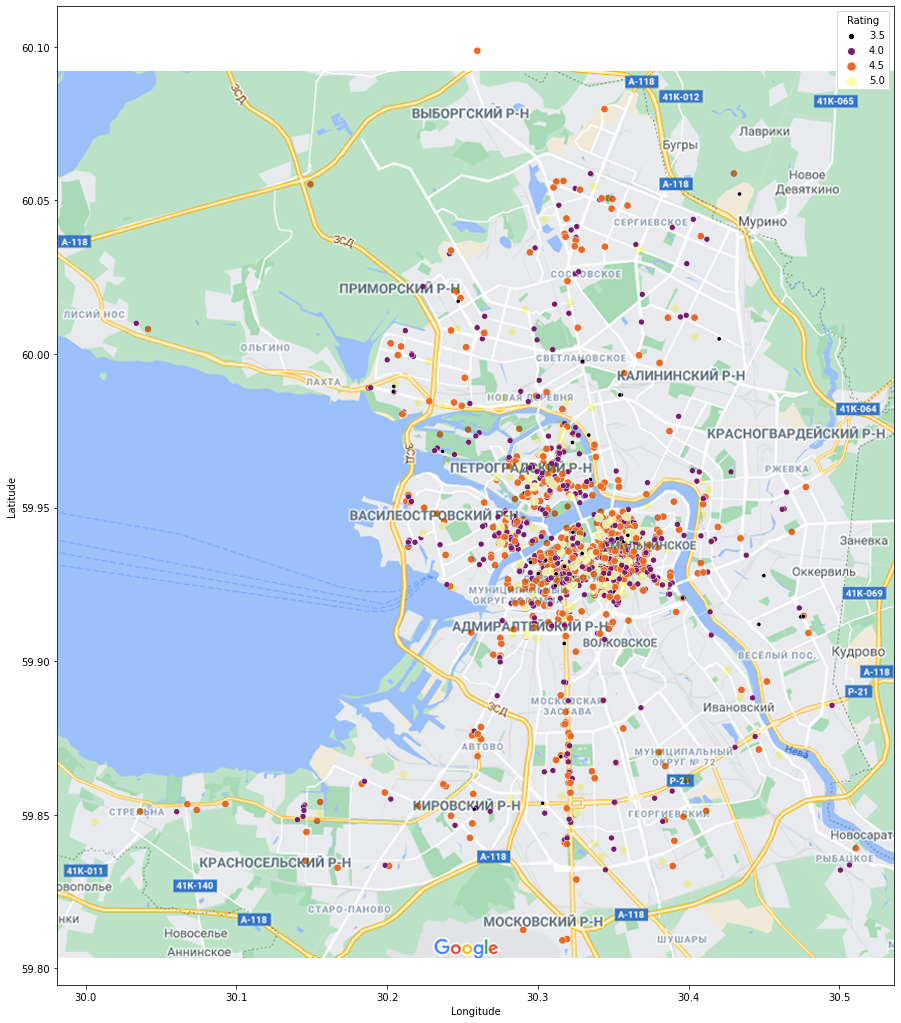 Rating
3.5
4.0
4.5
5.0
60.10
60.05
60.00
59.95
59.90
59.85
59.80
Latitude
30.0
30.1
30.2
30.3
30.4
30.5
Longitude
ЗСД
A-118
41K-012
41K-065
ВЫБОРГСКИЙ Р-Н
Лаврики
Бугры
Новое
Девяткино
A-118
СЕРГИЕВСКОЕ
Мурино
A-118
ЗСД
СОСНОВСКОЕ
ПРИМОРСКИЙ Р-Н
ЛИСИЙ НОС
ОЛЬГИНО
СВЕТЛАНОВСКОЕ
ЛАХТА
КАЛИНИНСКИЙ Р-Н
НОВАЯ ДЕРЕВНЯ
41K-064
КРАСНОГВАРДЕЙСКИЙ Р-Н
ЗСД
ПЕТРОГРАДСКИЙ Р-Н
РЖЕВКА
ВАСИЛЕОСТРОВСКИЙ Р-Н
Заневка
Оккервиль
МУНИЦИПАЛЬНЫЙ
ОКРУГ
41K-069
АДМИРАЛТЕЙСКИЙ Р-Н
ВОЛКОВСКОЕ
ВЕСЁЛЫЙ ПОС.
Кудрово
A-118
P-21
МОСКОВСКАЯ
ЗАСТАВА
Ивановский
ЗСД
АВТОВО
МУНИЦИПАЛЬНЫЙ
ОКРУГ № 72
Нева
P-21
СТРЕЛЬНА
КИРОВСКИЙ Р-Н
ГЕОРГИЕВСКИЙ
Новосарато
РЫБАЦКОЕ
A-118
КРАСНОСЕЛЬСКИЙ Р-Н
41K-011
41K-140
овополье
СТАРО-ПАНОВО
A-118
A-118
МОСКОВСКИЙ Р-Н
нки
Новоселье
ШУШАРЫ
Аннинское
Google